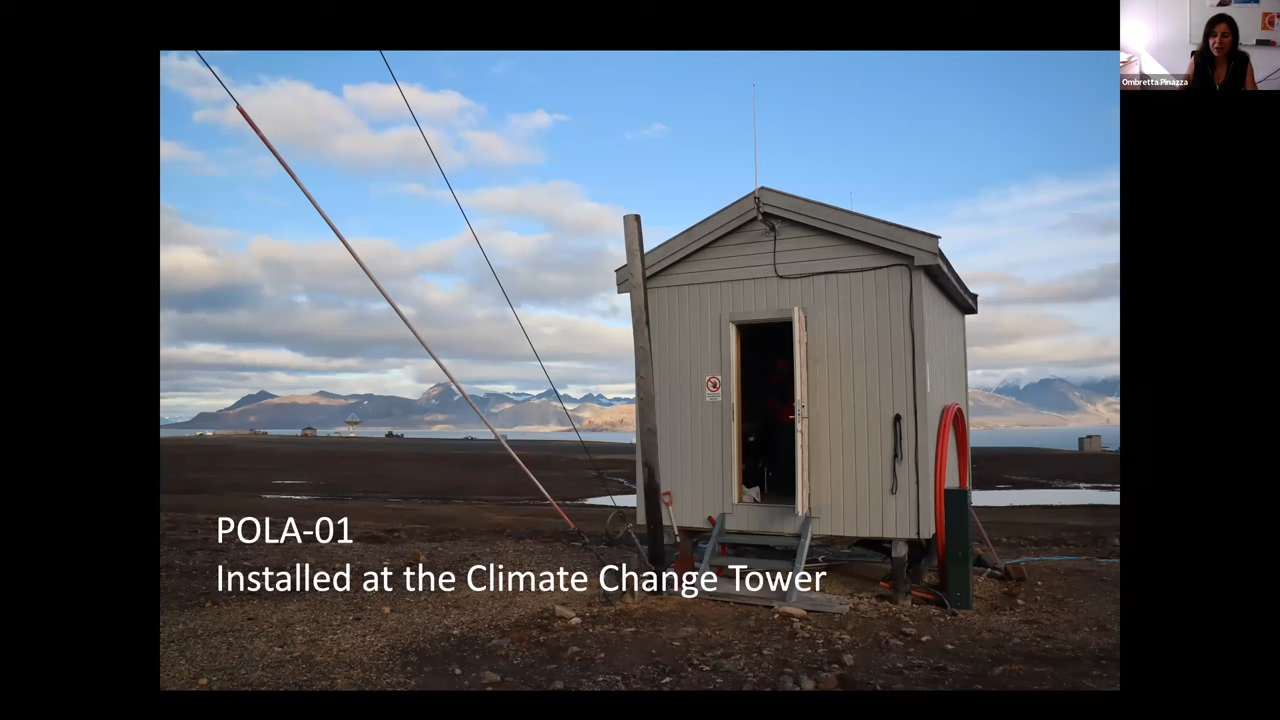 Ombretta Pinazza
POLA-01
Installed at the Climate Change Tower